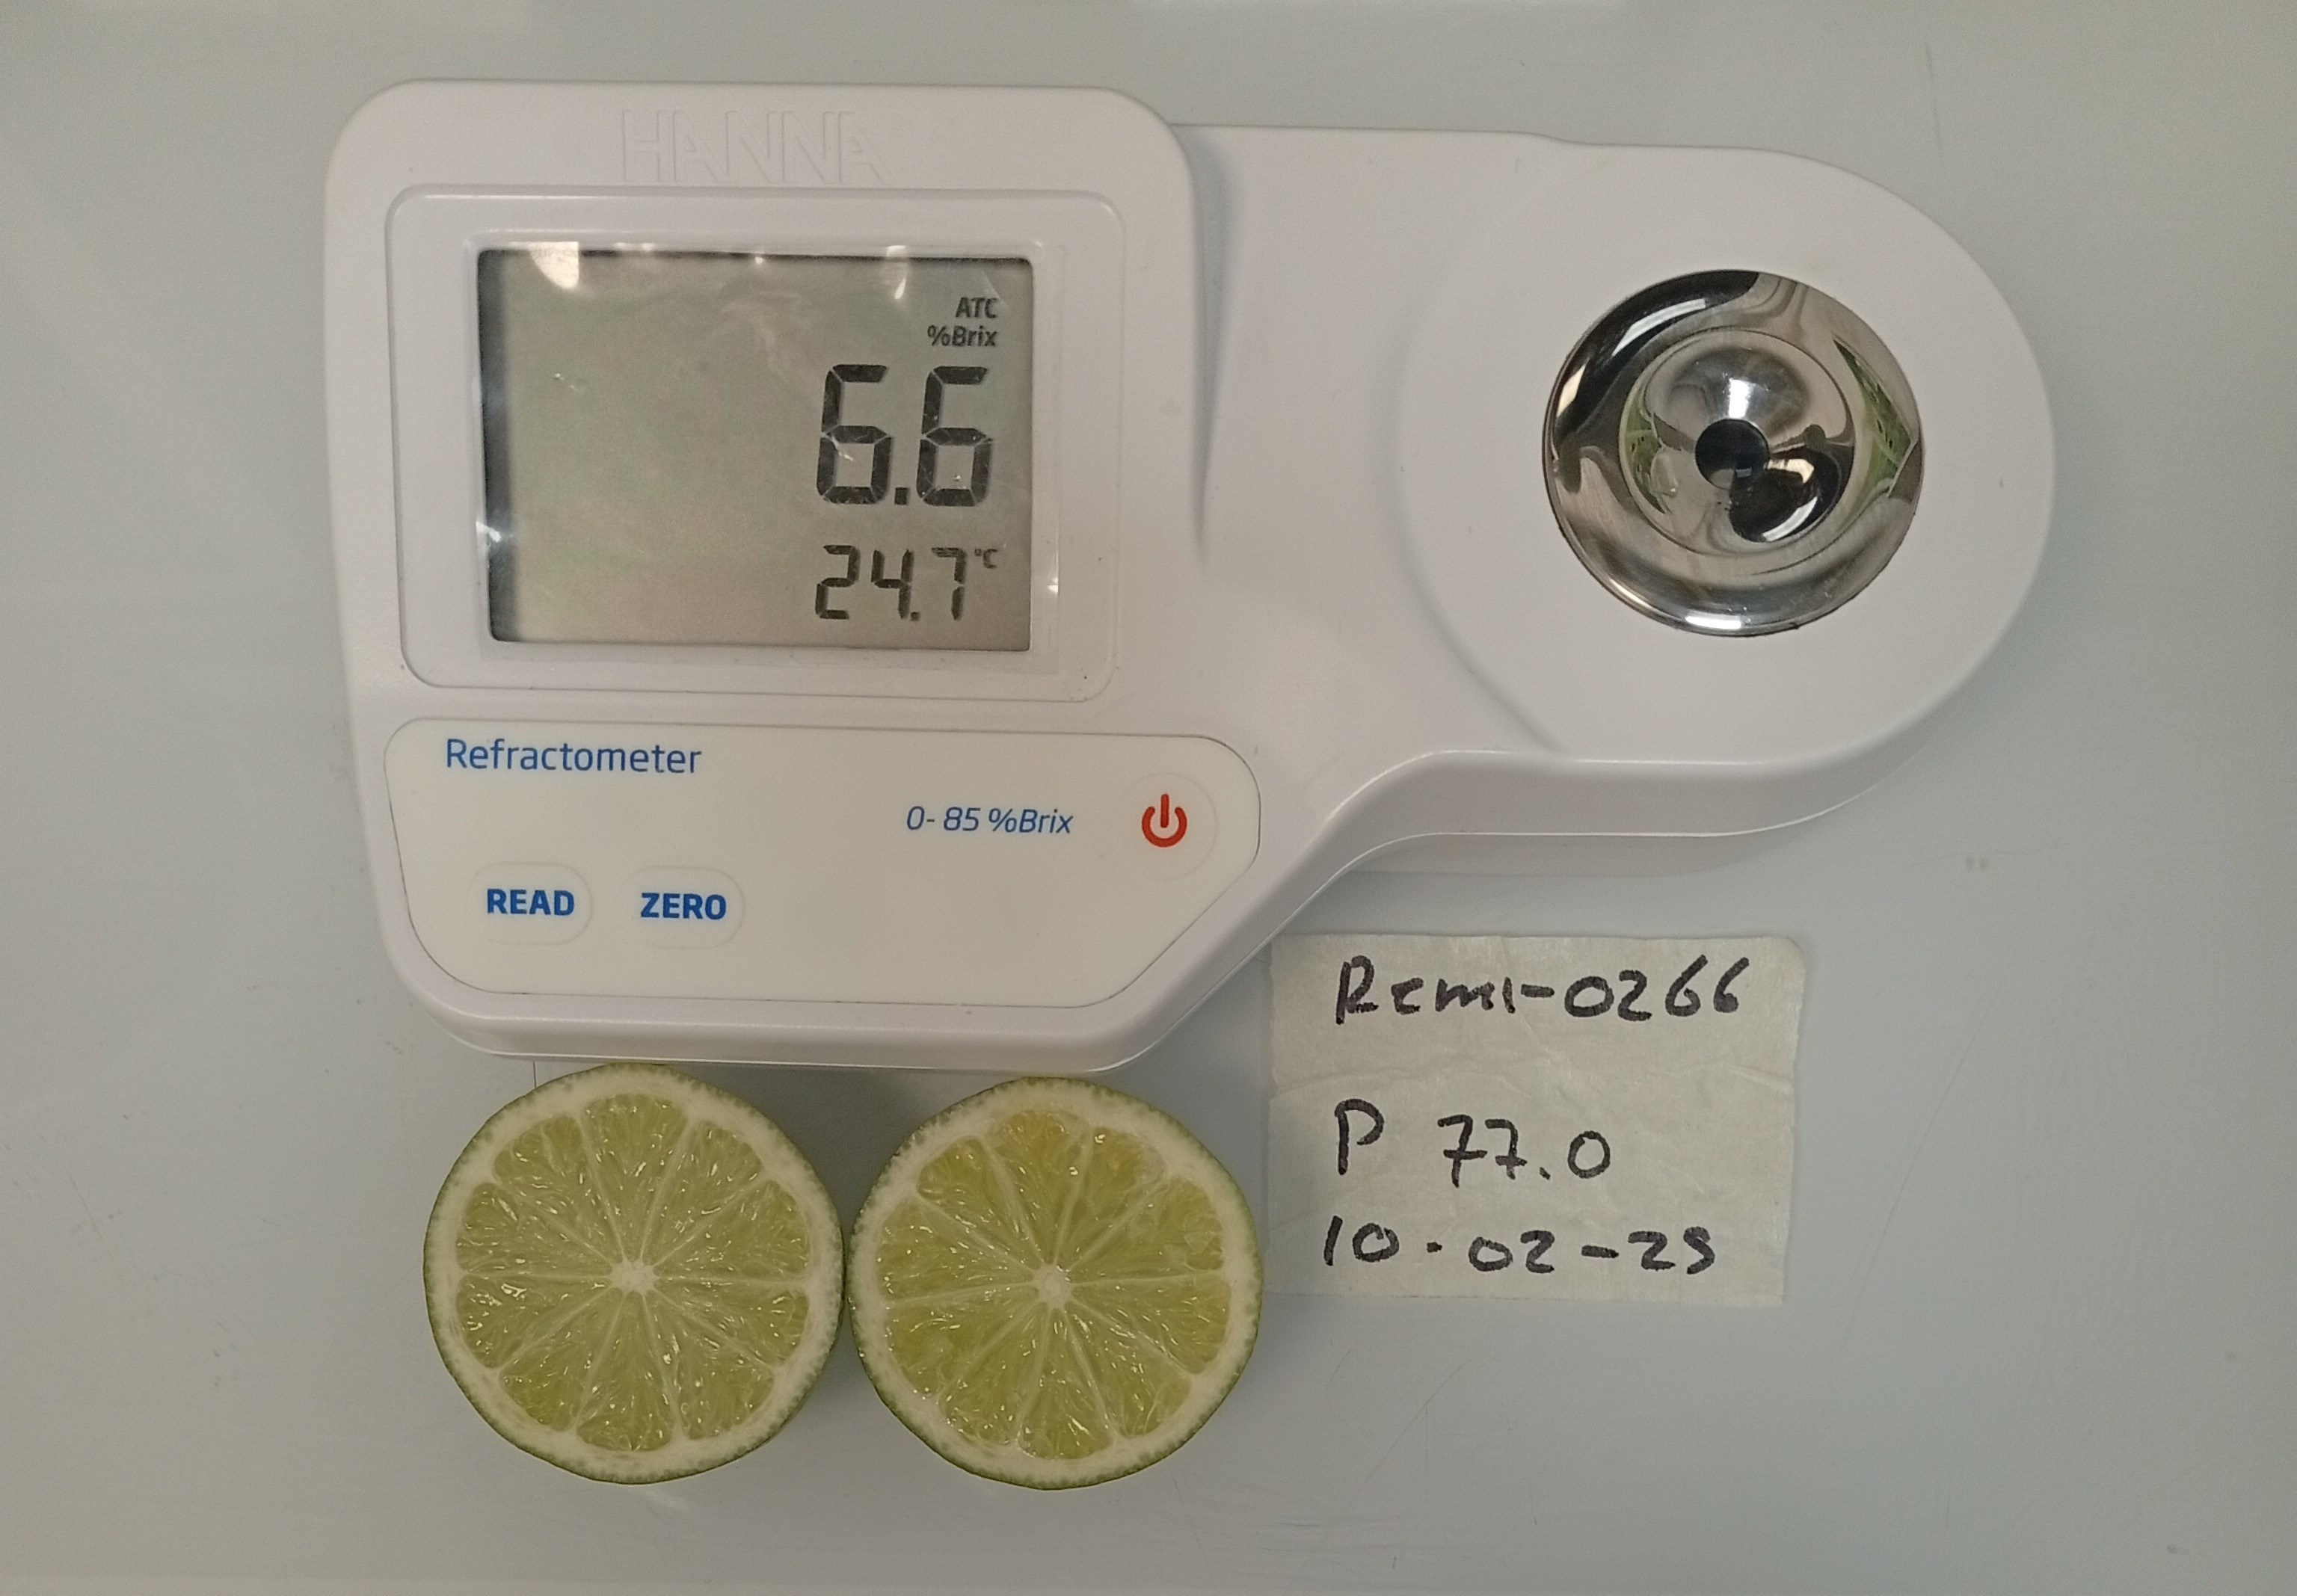 HANNA
ATC
%Brix
6.6
24.7°C
Refractometer
0- 85 %Brix
READ ZERO
Remi-0266
P 77.0
10-02-25